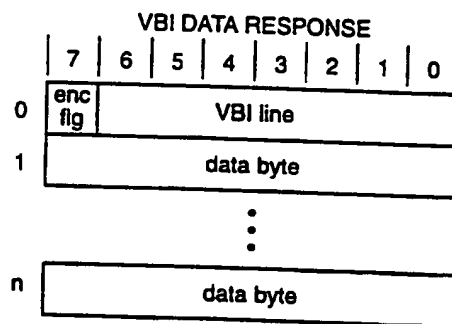 VBI DATA RESPONSE
7 6 5 4 3 2 1 0
0 enc flg VBI line
1 data byte
n data byte